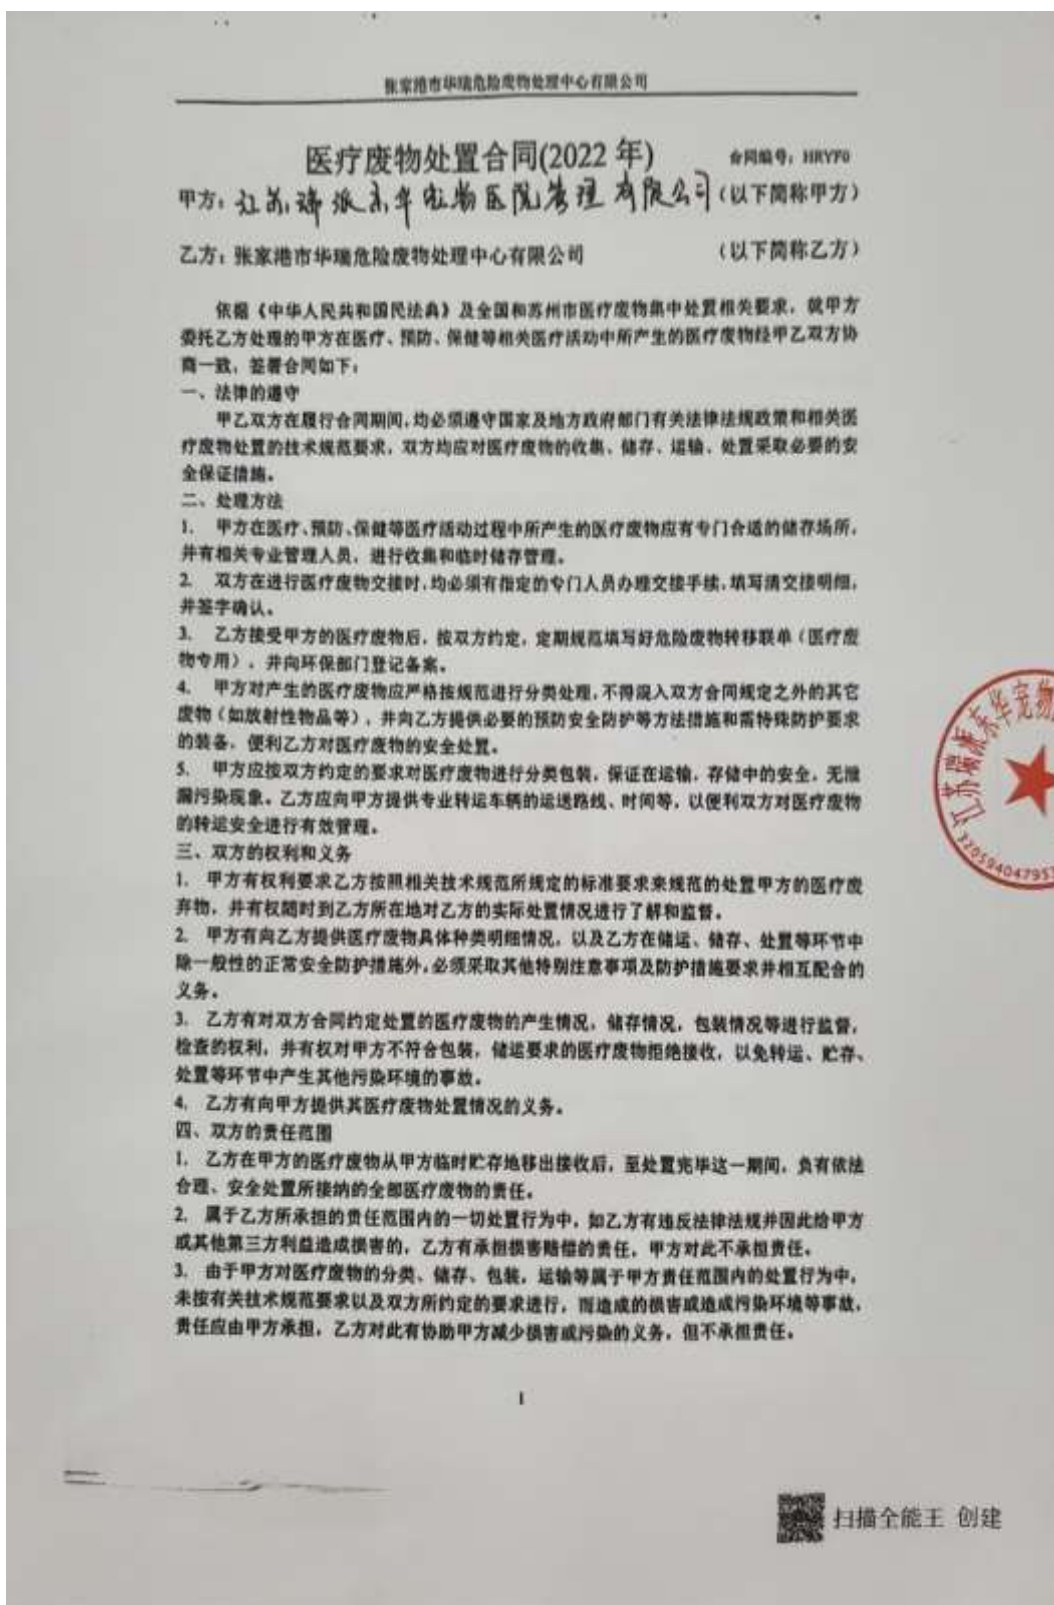 张家港市华瑞危险废物处理中心有限公司
医疗废物处置合同(2022年)
合同编号：HRYF0
甲方：江苏瑞派东华宠物医院管理有限公司（以下简称甲方）
乙方：张家港市华瑞危险废物处理中心有限公司（以下简称乙方）
依据《中华人民共和国民法典》及全国和苏州市医疗废物集中处置相关要求，就甲方
委托乙方处理的甲方在医疗、预防、保健等相关医疗活动中所产生的医疗废物经甲乙双方协
商一致，签署合同如下：
一、法律的遵守
甲乙双方在履行合同期间，均必须遵守国家及地方政府部门有关法律法规政策和相关医
疗废物处置的技术规范要求，双方均应对医疗废物的收集、储存、运输、处置采取必要的安
全保证措施。
二、处理方法
1. 甲方在医疗、预防、保健等医疗活动过程中所产生的医疗废物应有专门合适的储存场所，
并有相关专业管理人员，进行收集和临时储存管理。
2. 双方在进行医疗废物交接时，均必须有指定的专门人员办理交接手续，填写清交接明细，
并签字确认。
3. 乙方接受甲方的医疗废物后，按双方约定，定期规范填写好危险废物转移联单（医疗废
物专用），并向环保部门登记备案。
4. 甲方对产生的医疗废物应严格按规范进行分类处理，不得混入双方合同规定之外的其它
废物（如放射性物品等），并向乙方提供必要的预防安全防护等方法措施和需特殊防护要求
的装备，便利乙方对医疗废物的安全处置。
5. 甲方应按双方约定的要求对医疗废物进行分类包装，保证在运输，存储中的安全，无泄
漏污染现象。乙方应向甲方提供专业转运车辆的运送路线、时间等，以便利双方对医疗废物
的转运安全进行有效管理。
三、双方的权利和义务
1. 甲方有权利要求乙方按照相关技术规范所规定的标准要求来规范的处置甲方的医疗废
弃物，并有权随时到乙方所在地对乙方的实际处置情况进行了解和监督。
2. 甲方有向乙方提供医疗废物具体种类明细情况，以及乙方在储运、储存、处置等环节中
除一般性的正常安全防护措施外，必须采取其他特别注意事项及防护措施要求并相互配合的
义务。
3. 乙方有对双方合同约定处置的医疗废物的产生情况，储存情况，包装情况等进行监督，
检查的权利，并有权对甲方不符合包装，储运要求的医疗废物拒绝接收，以免转运、贮存、
处置等环节中产生其他污染环境的事故。
4. 乙方有向甲方提供其医疗废物处置情况的义务。
四、双方的责任范围
1. 乙方在甲方的医疗废物从甲方临时贮存地移出接收后，至处置完毕这一期间，负有依法
合理、安全处置所接纳的全部医疗废物的责任。
2. 属于乙方所承担的责任范围内的一切处置行为中，如乙方有违反法律法规并因此给甲方
或其他第三方利益造成损害的，乙方有承担损害赔偿的责任，甲方对此不承担责任。
3. 由于甲方对医疗废物的分类、储存、包装，运输等属于甲方责任范围内的处置行为中，
未按有关技术规范要求以及双方所约定的要求进行，而造成的损害或造成污染环境等事故，
责任应由甲方承担，乙方对此有协助甲方减少损害或污染的义务，但不承担责任。
江苏瑞派东华宠物
3205940479
1
扫描全能王 创建